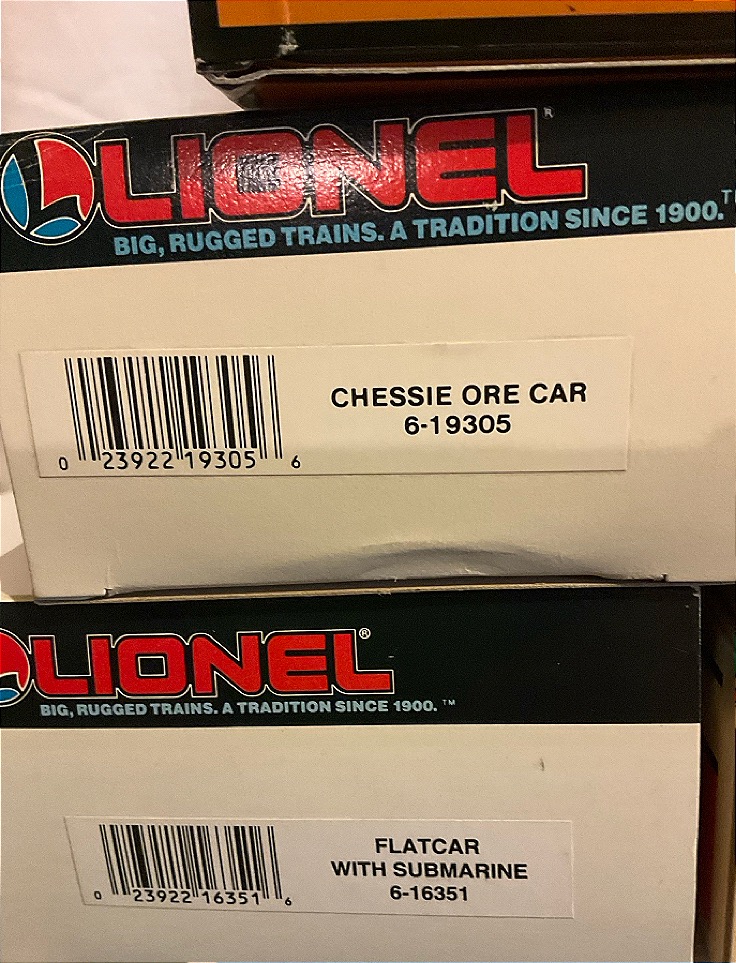 LIONEL®
BIG, RUGGED TRAINS. A TRADITION SINCE 1900.™
CHESSIE ORE CAR
6-19305
0 23922 19305 6
LIONEL®
BIG, RUGGED TRAINS. A TRADITION SINCE 1900.™
FLATCAR
WITH SUBMARINE
6-16351
0 23922 16351 6